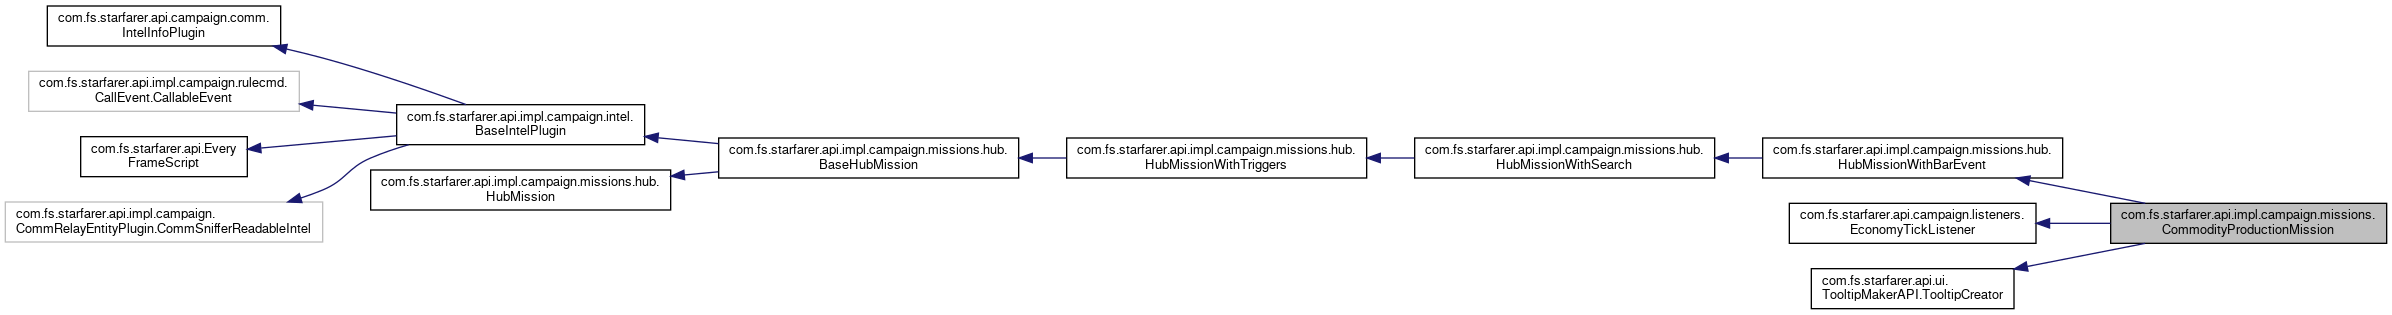 com.fs.starfarer.api.campaign.comm.
IntelInfoPlugin
com.fs.starfarer.api.impl.campaign.rulecmd.
CallEvent.CallableEvent
com.fs.starfarer.api.Every
FrameScript
com.fs.starfarer.api.impl.campaign.
CommRelayEntityPlugin.CommSnifferReadableIntel
com.fs.starfarer.api.impl.campaign.intel.
BaseIntelPlugin
com.fs.starfarer.api.impl.campaign.missions.hub.
HubMission
com.fs.starfarer.api.impl.campaign.missions.hub.
BaseHubMission
com.fs.starfarer.api.impl.campaign.missions.hub.
HubMissionWithTriggers
com.fs.starfarer.api.impl.campaign.missions.hub.
HubMissionWithSearch
com.fs.starfarer.api.impl.campaign.missions.hub.
HubMissionWithBarEvent
com.fs.starfarer.api.campaign.listeners.
EconomyTickListener
com.fs.starfarer.api.ui.
TooltipMakerAPI.TooltipCreator
com.fs.starfarer.api.impl.campaign.missions.
CommodityProductionMission